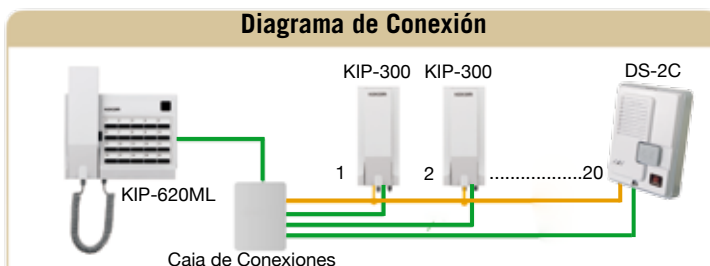 Diagrama de Conexión
KIP-300 KIP-300 DS-2C
1 2 ..................20
KIP-620ML
Caja de Conexiones